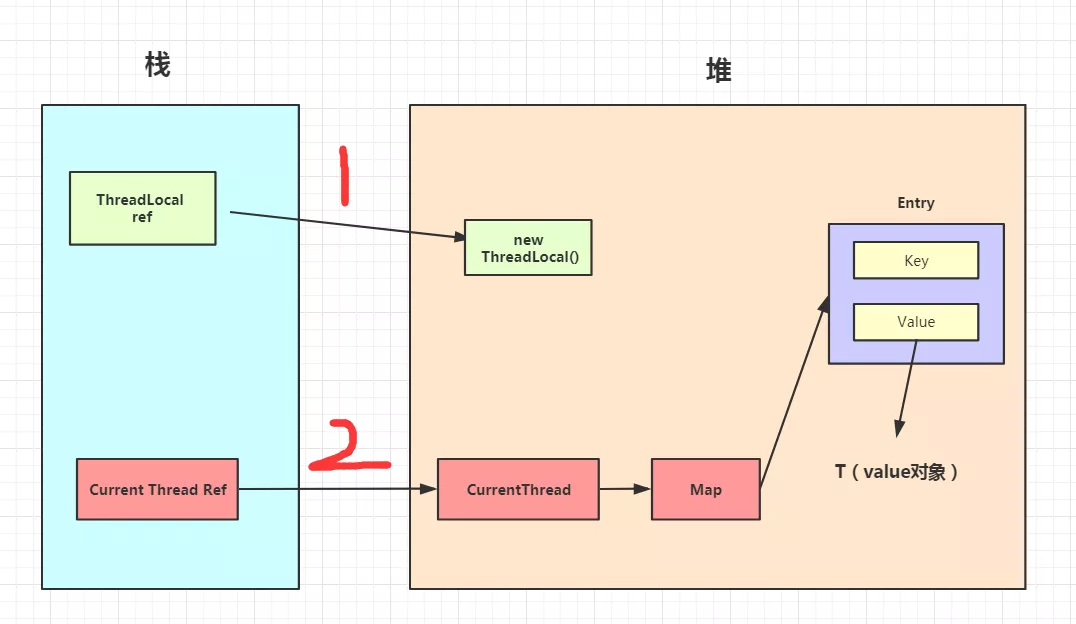 栈
堆
1
ThreadLocal
ref
Entry
new
ThreadLocal()
Key
Value
2
Current Thread Ref
CurrentThread
Map
T（value对象）